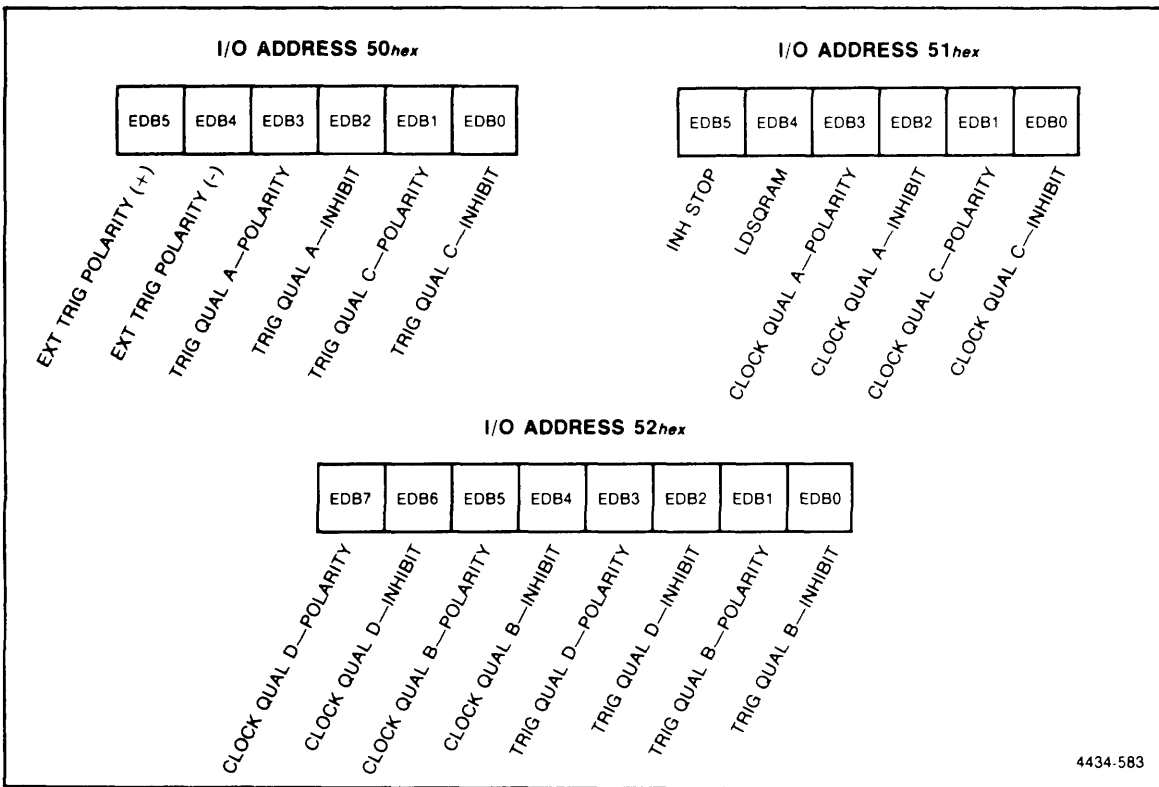 I/O ADDRESS 50hex
EDB5 EDB4 EDB3 EDB2 EDB1 EDB0
EXT TRIG POLARITY (+)
EXT TRIG POLARITY (-)
TRIG QUAL A—POLARITY
TRIG QUAL A—INHIBIT
TRIG QUAL C—POLARITY
TRIG QUAL C—INHIBIT
I/O ADDRESS 51hex
EDB5 EDB4 EDB3 EDB2 EDB1 EDB0
INH STOP
LDSQRAM
CLOCK QUAL A—POLARITY
CLOCK QUAL A—INHIBIT
CLOCK QUAL C—POLARITY
CLOCK QUAL C—INHIBIT
I/O ADDRESS 52hex
EDB7 EDB6 EDB5 EDB4 EDB3 EDB2 EDB1 EDB0
CLOCK QUAL D—POLARITY
CLOCK QUAL D—INHIBIT
CLOCK QUAL B—POLARITY
CLOCK QUAL B—INHIBIT
TRIG QUAL D—POLARITY
TRIG QUAL D—INHIBIT
TRIG QUAL B—POLARITY
TRIG QUAL B—INHIBIT
4434-583